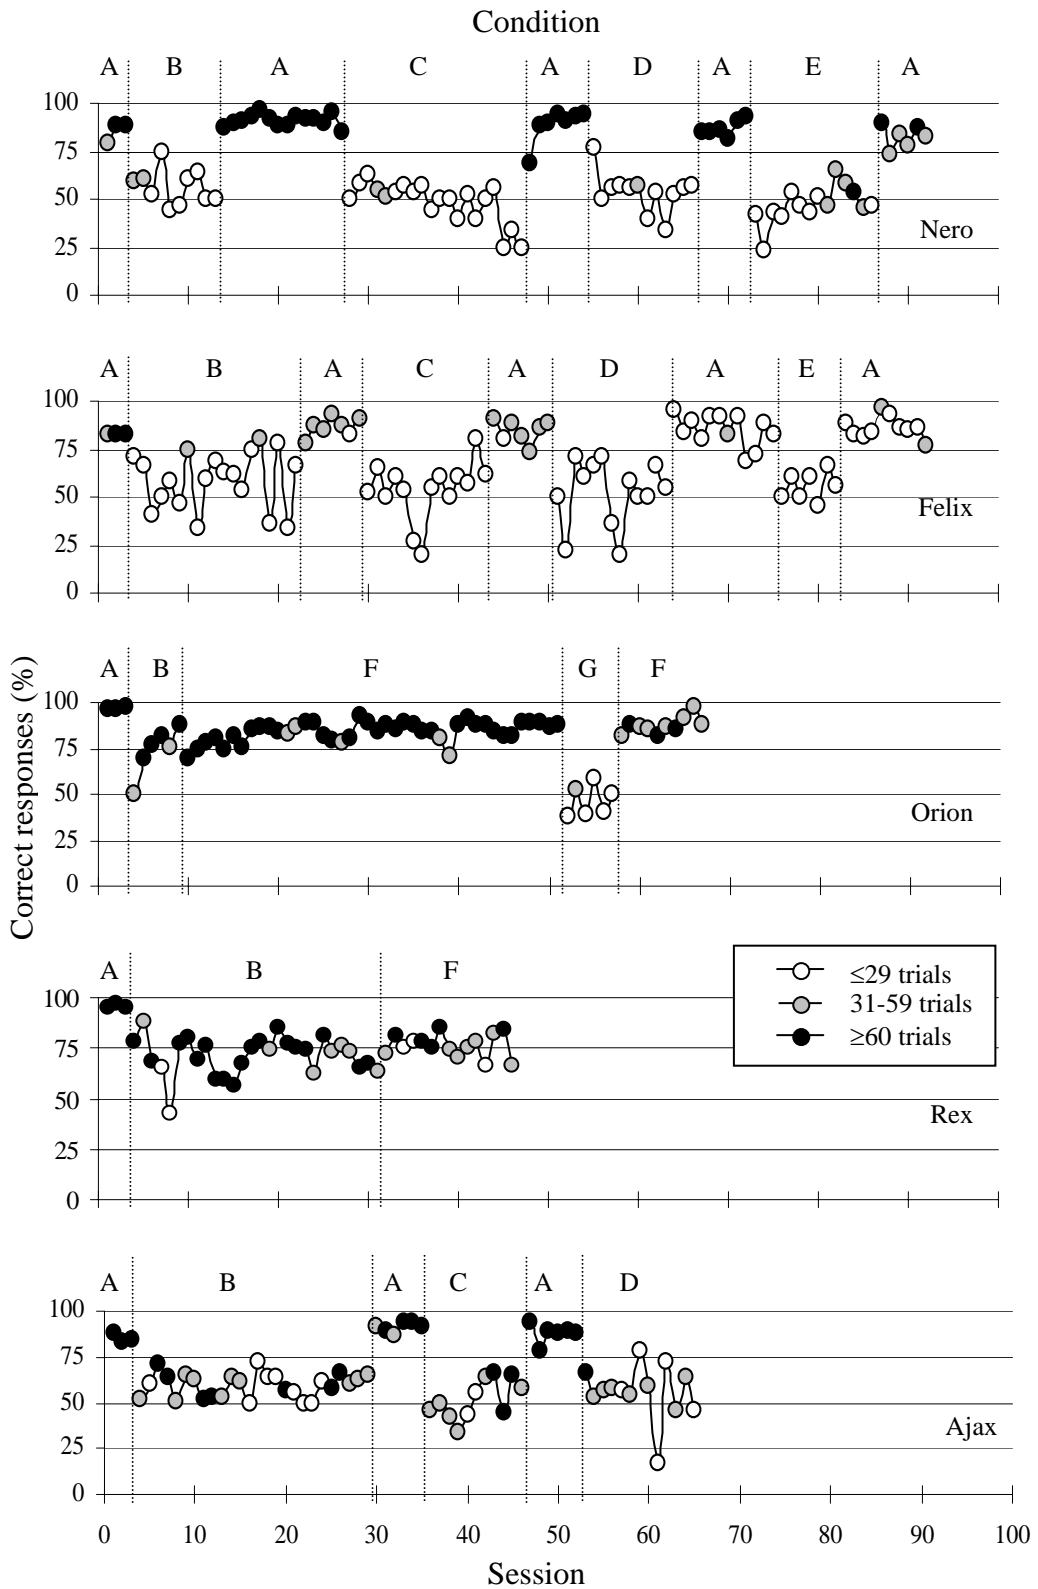 Condition
A B A C A D A E A
100
75
50
25
0
Nero
A B A C A D A E A
100
75
50
25
0
Felix
A B F G F
100
75
50
25
0
Orion
Correct responses (%)
A B F
100
75
50
25
0
≤29 trials
31-59 trials
≥60 trials
Rex
A B A C A D
100
75
50
25
0
Ajax
0 10 20 30 40 50 60 70 80 90 100
Session